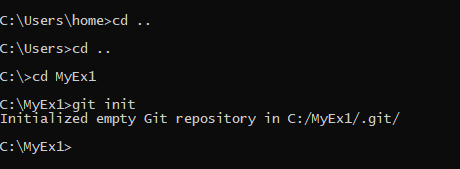 C:\Users\home>cd ..
C:\Users>cd ..
C:\>cd MyEx1
C:\MyEx1>git init
Initialized empty Git repository in C:/MyEx1/.git/
C:\MyEx1>